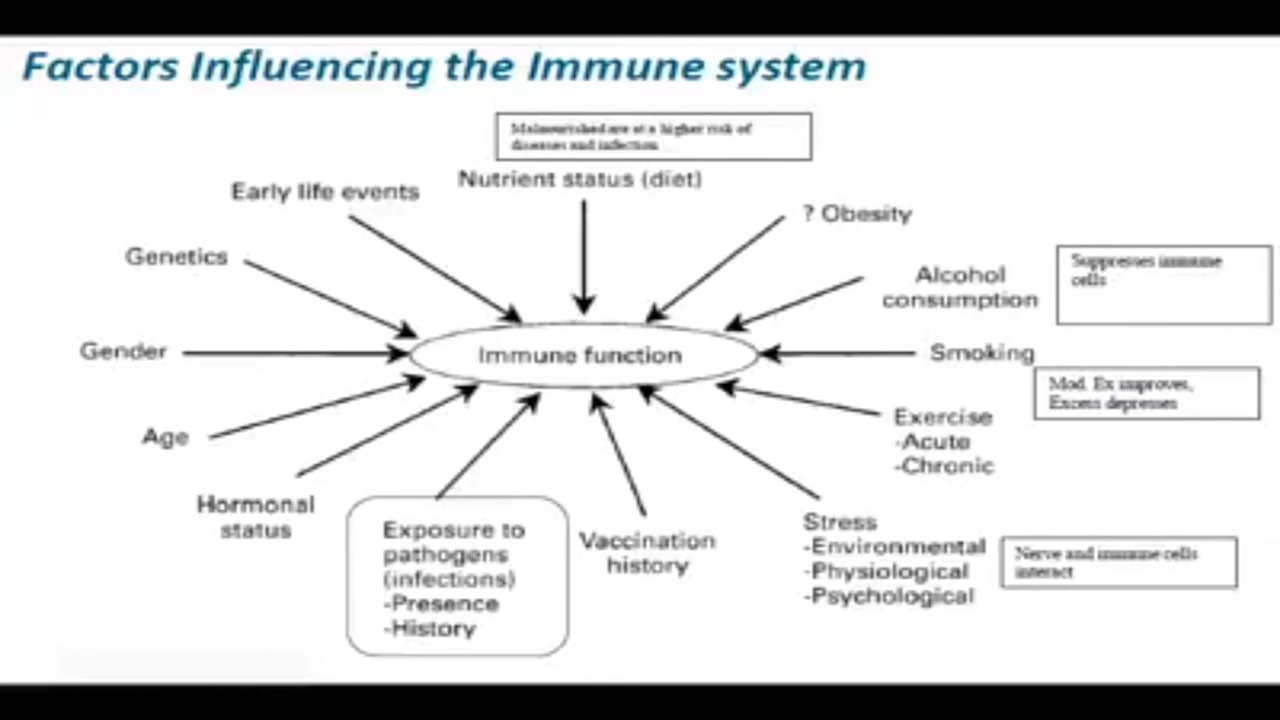 Factors Influencing the Immune system
Malnourished are at a higher risk of
diseases and infection
Nutrient status (diet)
Early life events
? Obesity
Genetics
Alcohol
consumption
Suppresses immune
cells
Gender
Immune function
Smoking
Mod. Ex improves,
Excess depresses
Age
Exercise
-Acute
-Chronic
Hormonal
status
Exposure to
pathogens
(infections)
-Presence
-History
Vaccination
history
Stress
-Environmental
-Physiological
-Psychological
Nerve and immune cells
interact